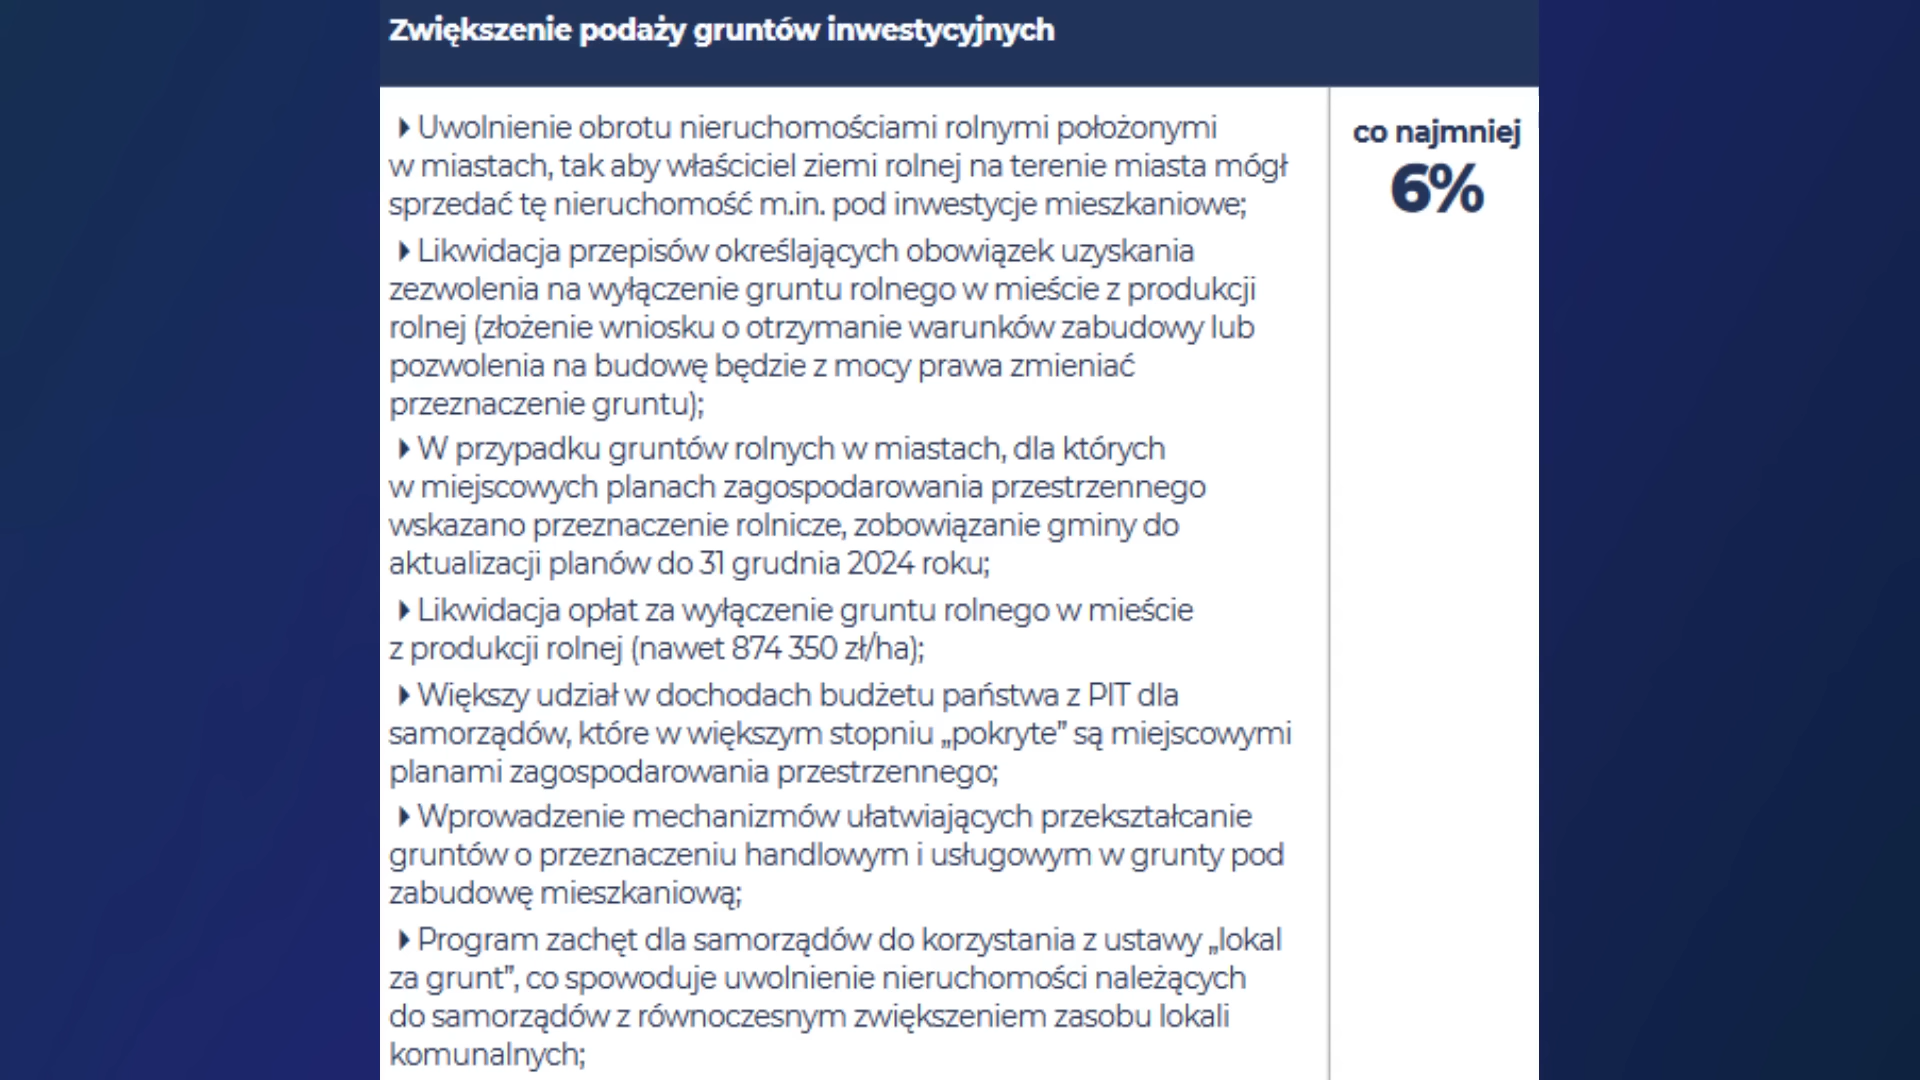 Zwiększenie podaży gruntów inwestycyjnych
Uwolnienie obrotu nieruchomościami rolnymi położonymi
w miastach, tak aby właściciel ziemi rolnej na terenie miasta mógł
sprzedać tę nieruchomość m.in. pod inwestycje mieszkaniowe;
Likwidacja przepisów określających obowiązek uzyskania
zezwolenia na wyłączenie gruntu rolnego w mieście z produkcji
rolnej (złożenie wniosku o otrzymanie warunków zabudowy lub
pozwolenia na budowę będzie z mocy prawa zmieniać
przeznaczenie gruntu);
W przypadku gruntów rolnych w miastach, dla których
w miejscowych planach zagospodarowania przestrzennego
wskazano przeznaczenie rolnicze, zobowiązanie gminy do
aktualizacji planów do 31 grudnia 2024 roku;
Likwidacja opłat za wyłączenie gruntu rolnego w mieście
z produkcji rolnej (nawet 874 350 zł/ha);
Większy udział w dochodach budżetu państwa z PIT dla
samorządów, które w większym stopniu „pokryte” są miejscowymi
planami zagospodarowania przestrzennego;
Wprowadzenie mechanizmów ułatwiających przekształcanie
gruntów o przeznaczeniu handlowym i usługowym w grunty pod
zabudowę mieszkaniową;
Program zachęt dla samorządów do korzystania z ustawy „lokal
za grunt”, co spowoduje uwolnienie nieruchomości należących
do samorządów z równoczesnym zwiększeniem zasobu lokali
komunalnych;
co najmniej
6%